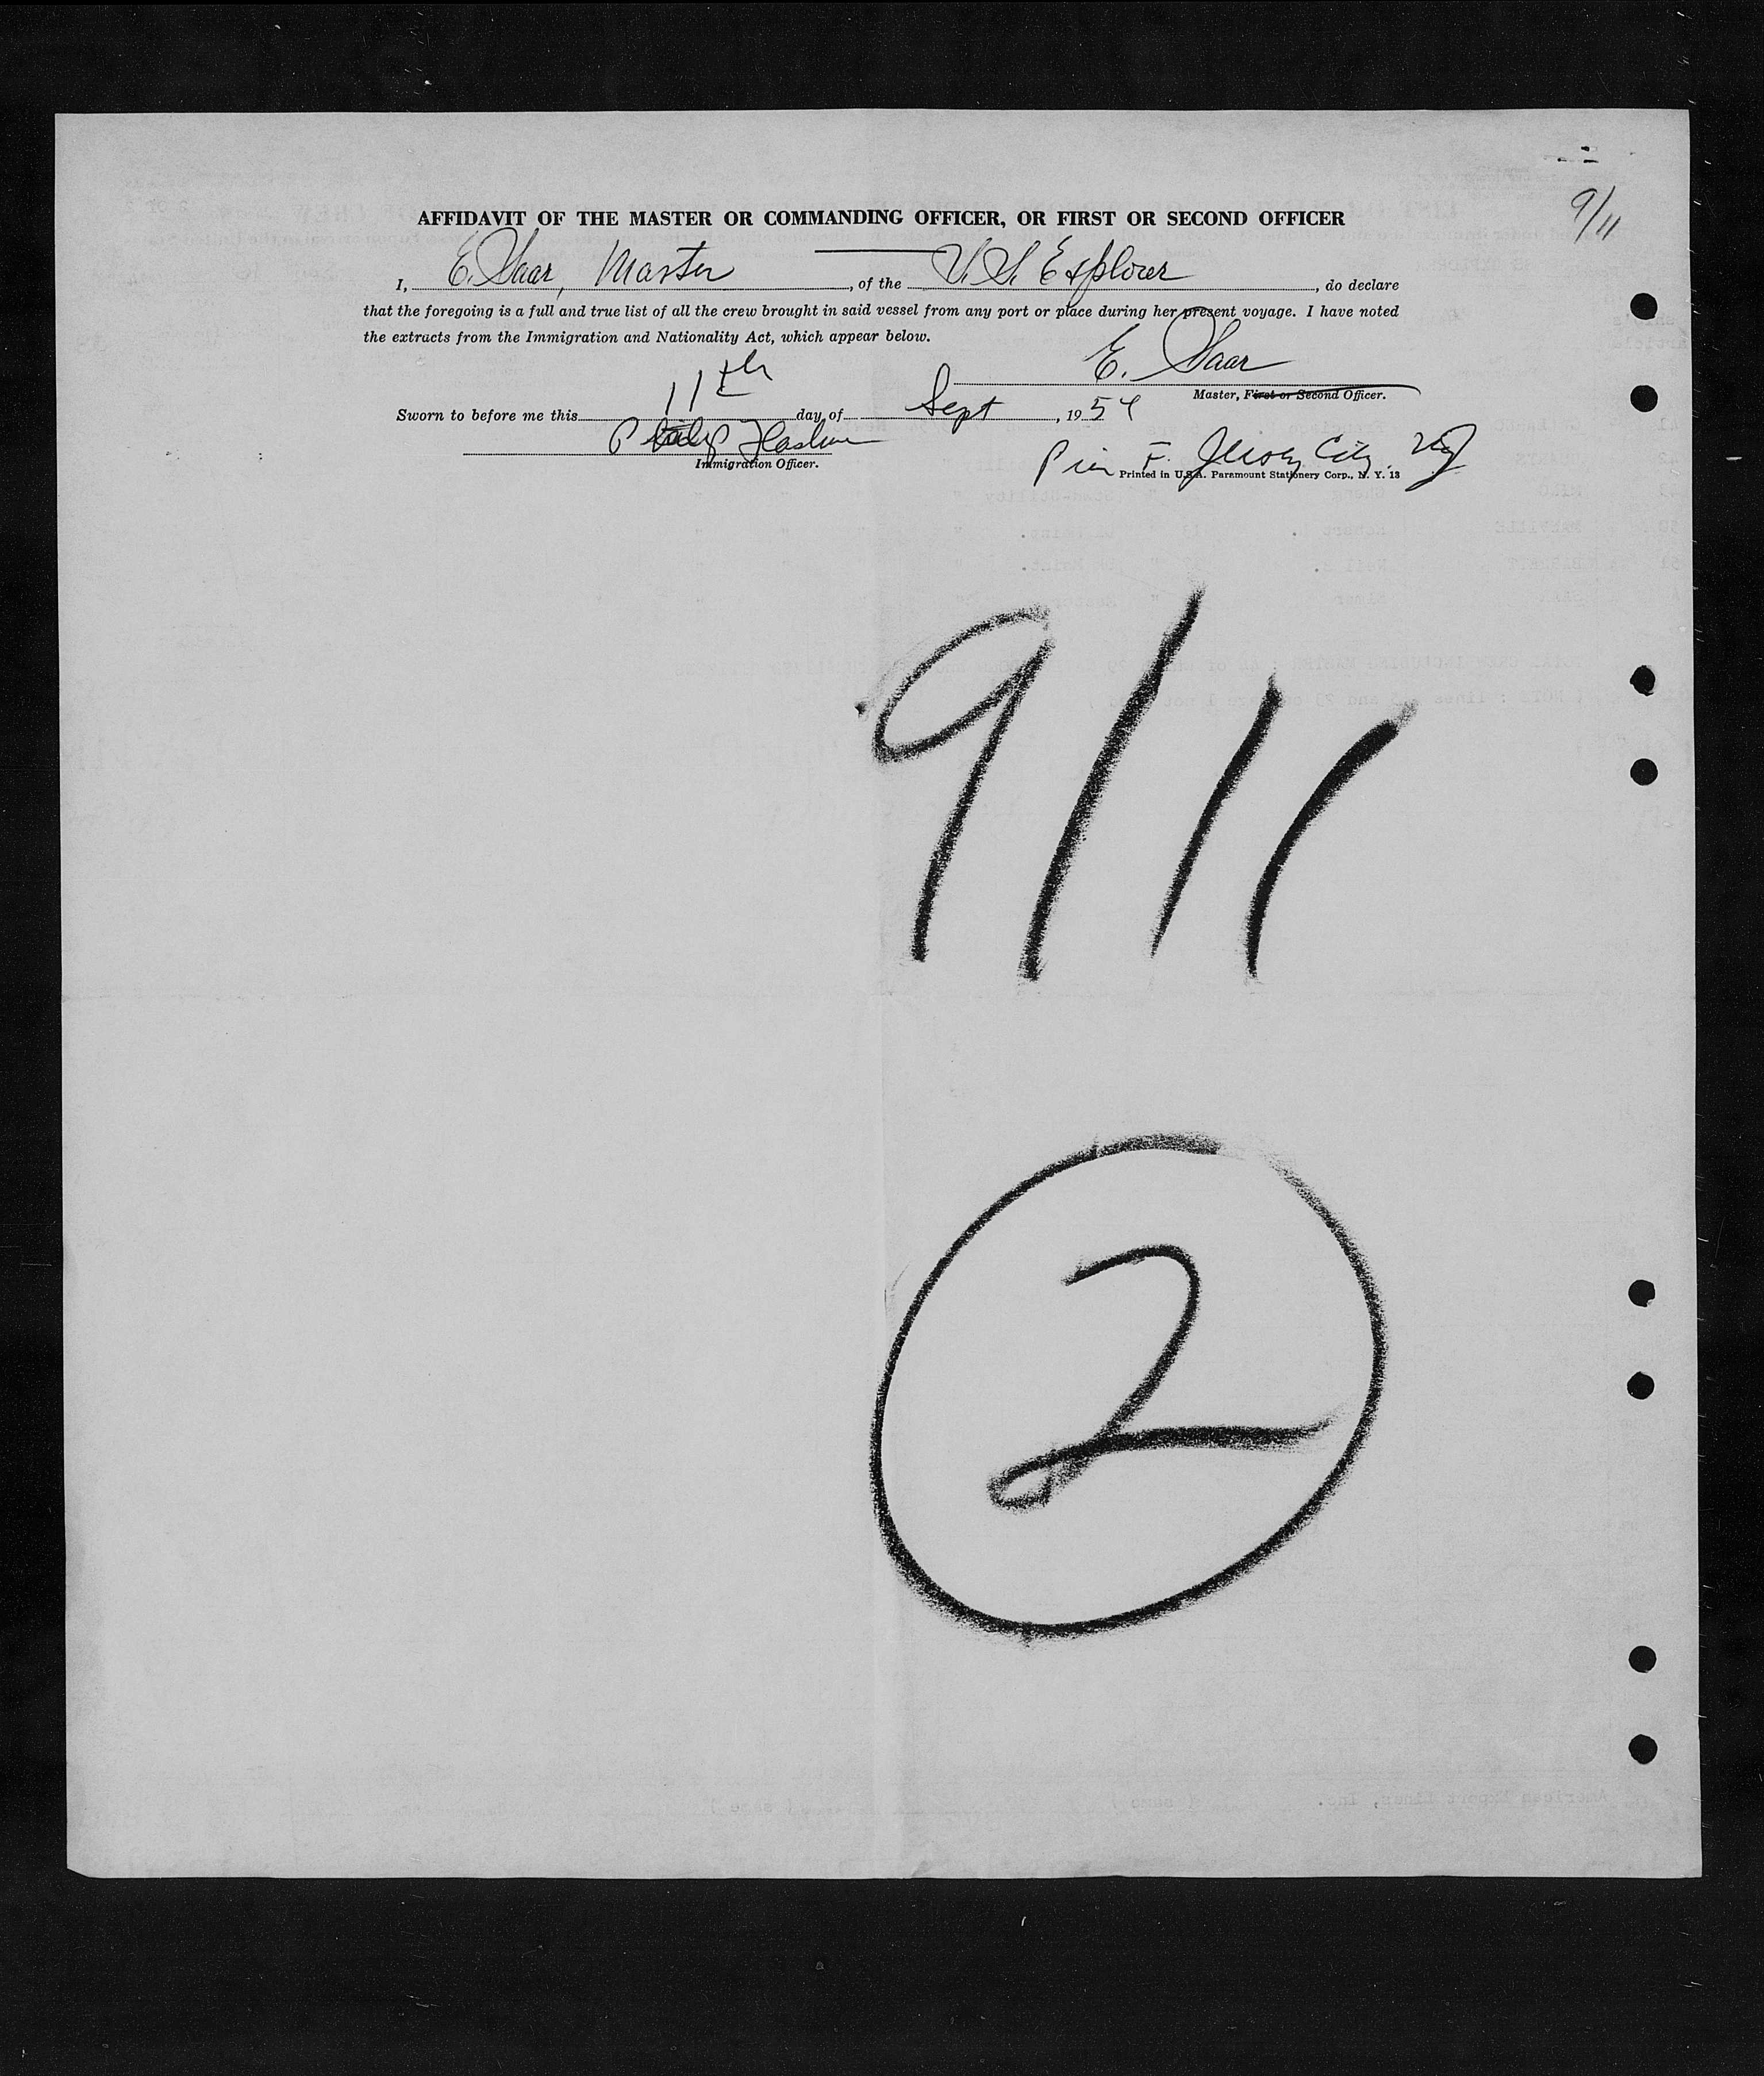 9/11
AFFIDAVIT OF THE MASTER OR COMMANDING OFFICER, OR FIRST OR SECOND OFFICER
I, E. Saar, Master, of the U.S. Explorer, do declare
that the foregoing is a full and true list of all the crew brought in said vessel from any port or place during her present voyage. I have noted
the extracts from the Immigration and Nationality Act, which appear below.
E. Saar
Master, First or Second Officer.
Sworn to before me this 11th day of Sept, 1954
Philip
Immigration Officer.
Pier F. Jersey City, NJ
Printed in U.S.A. Paramount Stationery Corp., N. Y. 13
9/11
2